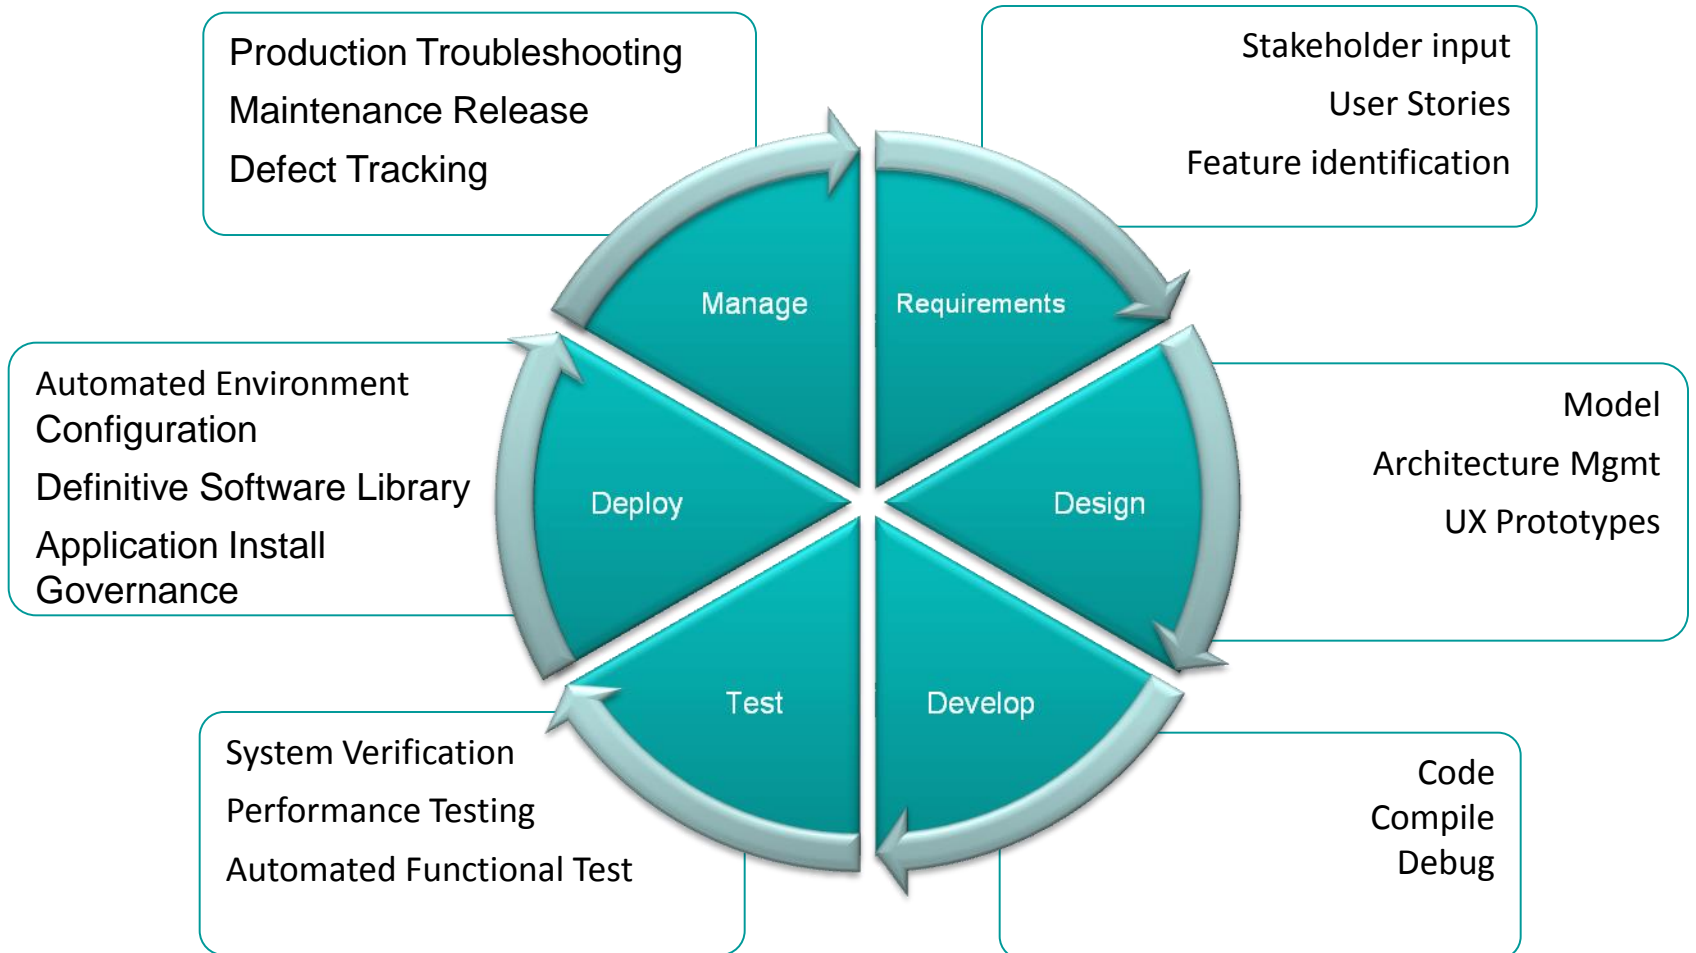 Production Troubleshooting
Maintenance Release
Defect Tracking
Stakeholder input
User Stories
Feature identification
Manage
Requirements
Automated Environment
Configuration
Definitive Software Library
Application Install
Governance
Deploy
Design
Model
Architecture Mgmt
UX Prototypes
Test
Develop
System Verification
Performance Testing
Automated Functional Test
Code
Compile
Debug